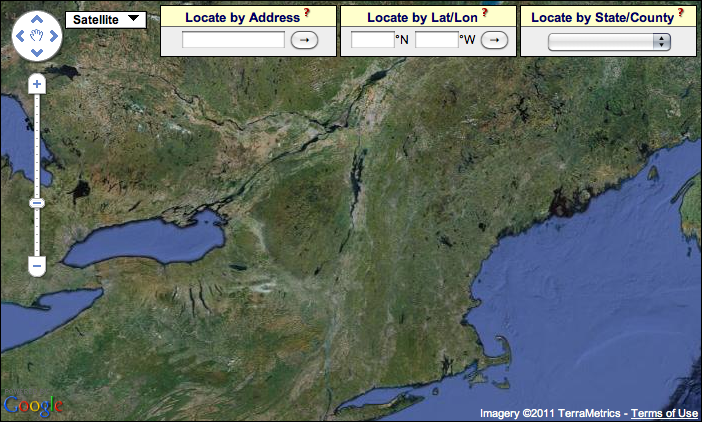 Satellite
Locate by Address ?
Locate by Lat/Lon ?
°N °W
Locate by State/County ?
Google
Imagery ©2011 TerraMetrics - Terms of Use